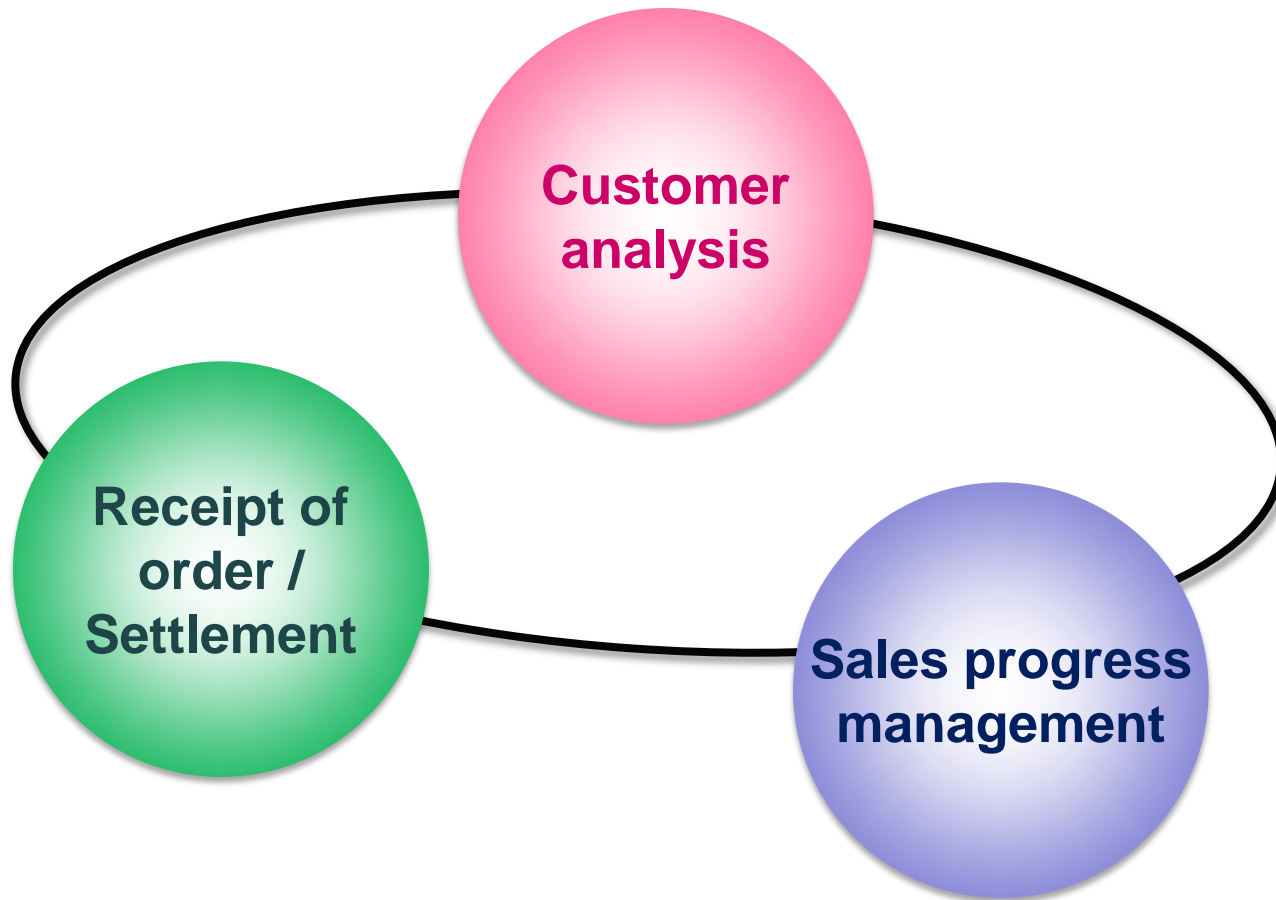 Customer
analysis
Receipt of
order /
Settlement
Sales progress
management